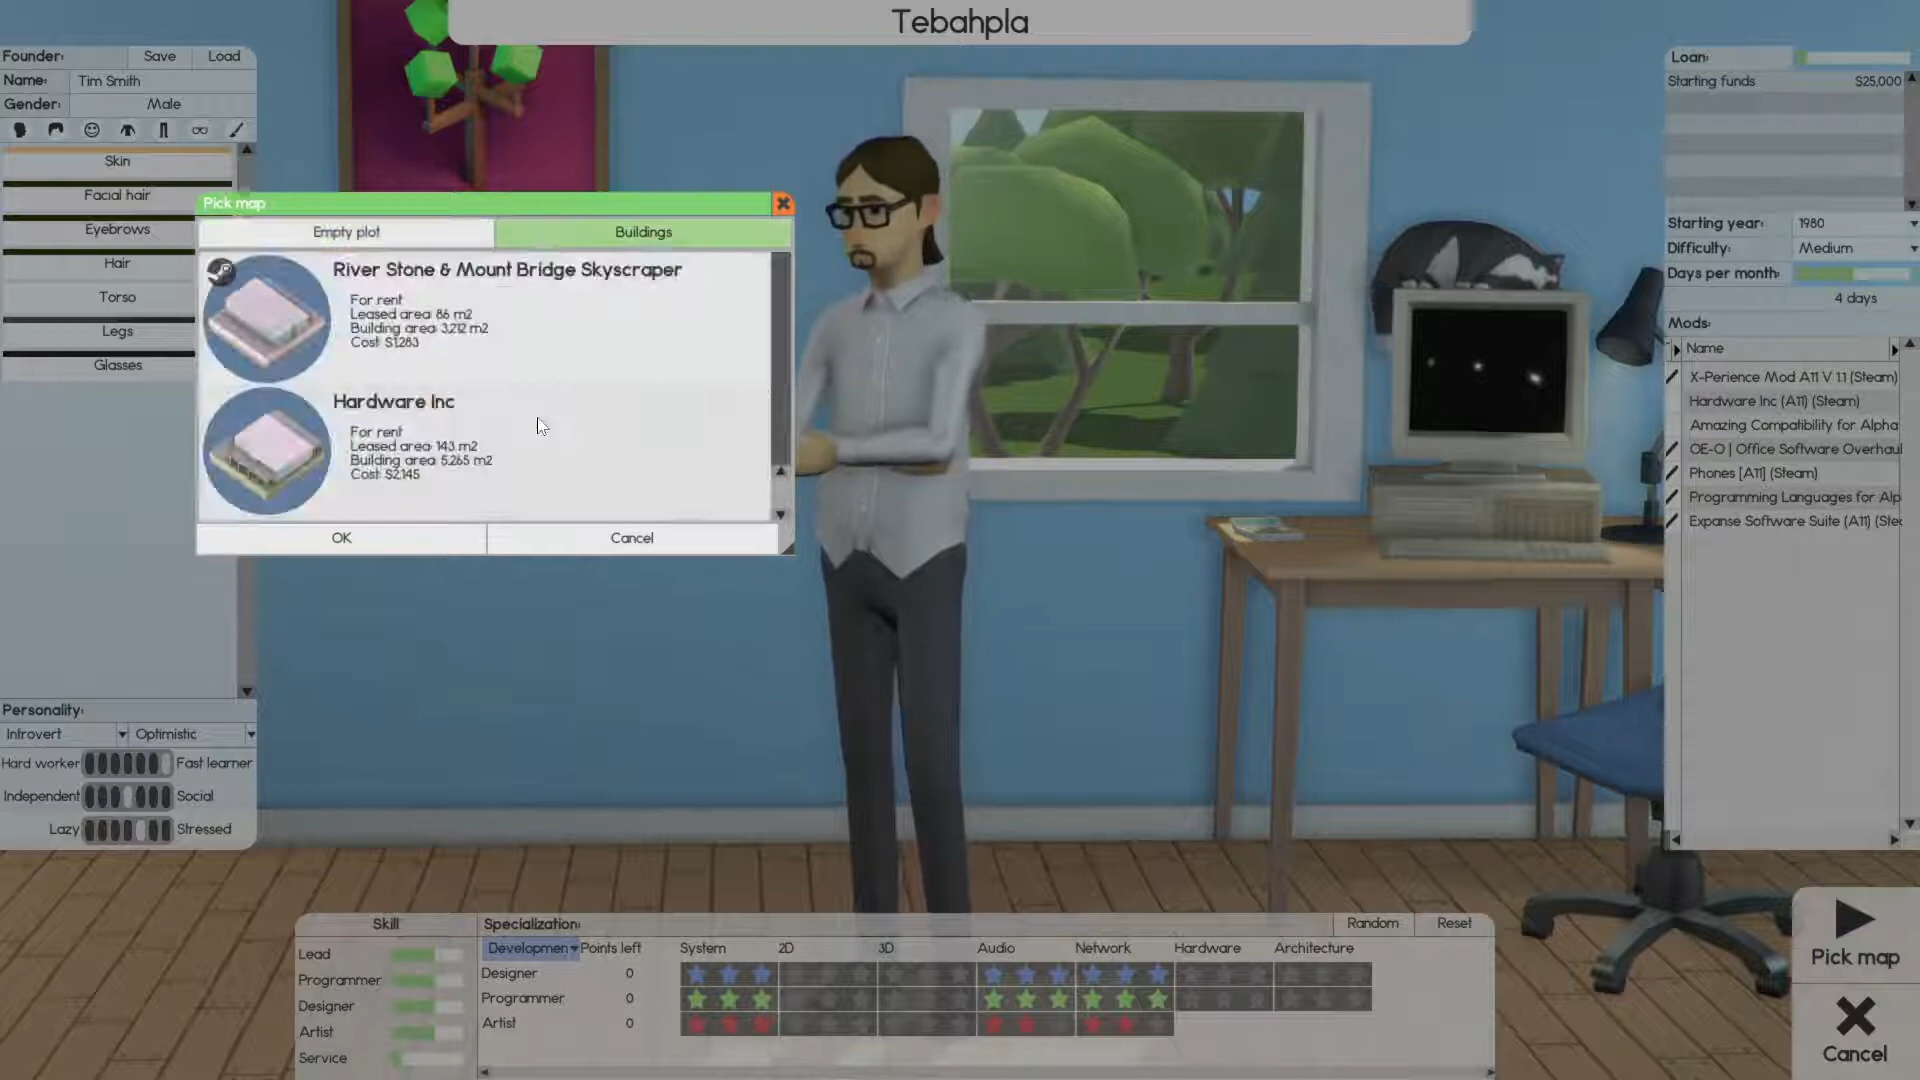 Tebahpla
Founder: Save Load
Name: Tim Smith
Gender: Male
Skin
Facial hair
Eyebrows
Hair
Torso
Legs
Glasses
Pick map
Empty plot Buildings
River Stone & Mount Bridge Skyscraper
For rent
Leased area: 86 m2
Building area: 3,212 m2
Cost: $1,283
Hardware Inc
For rent
Leased area: 143 m2
Building area: 5,265 m2
Cost: $2,145
OK Cancel
Personality:
Introvert Optimistic
Hard worker Fast learner
Independent Social
Lazy Stressed
Loan:
Starting funds $25,000
Starting year: 1980
Difficulty: Medium
Days per month:
4 days
Mods:
Name
X-Perience Mod A11 V 1.1 (Steam)
Hardware Inc (A11) (Steam)
Amazing Compatibility for Alpha
OE-O | Office Software Overhaul
Phones [A11] (Steam)
Programming Languages for Alp
Expanse Software Suite (A11) (Stea
Skill
Lead
Programmer
Designer
Artist
Service
Specialization: Random Reset
Developmen Points left System 2D 3D Audio Network Hardware Architecture
Designer 0
Programmer 0
Artist 0
Pick map
Cancel